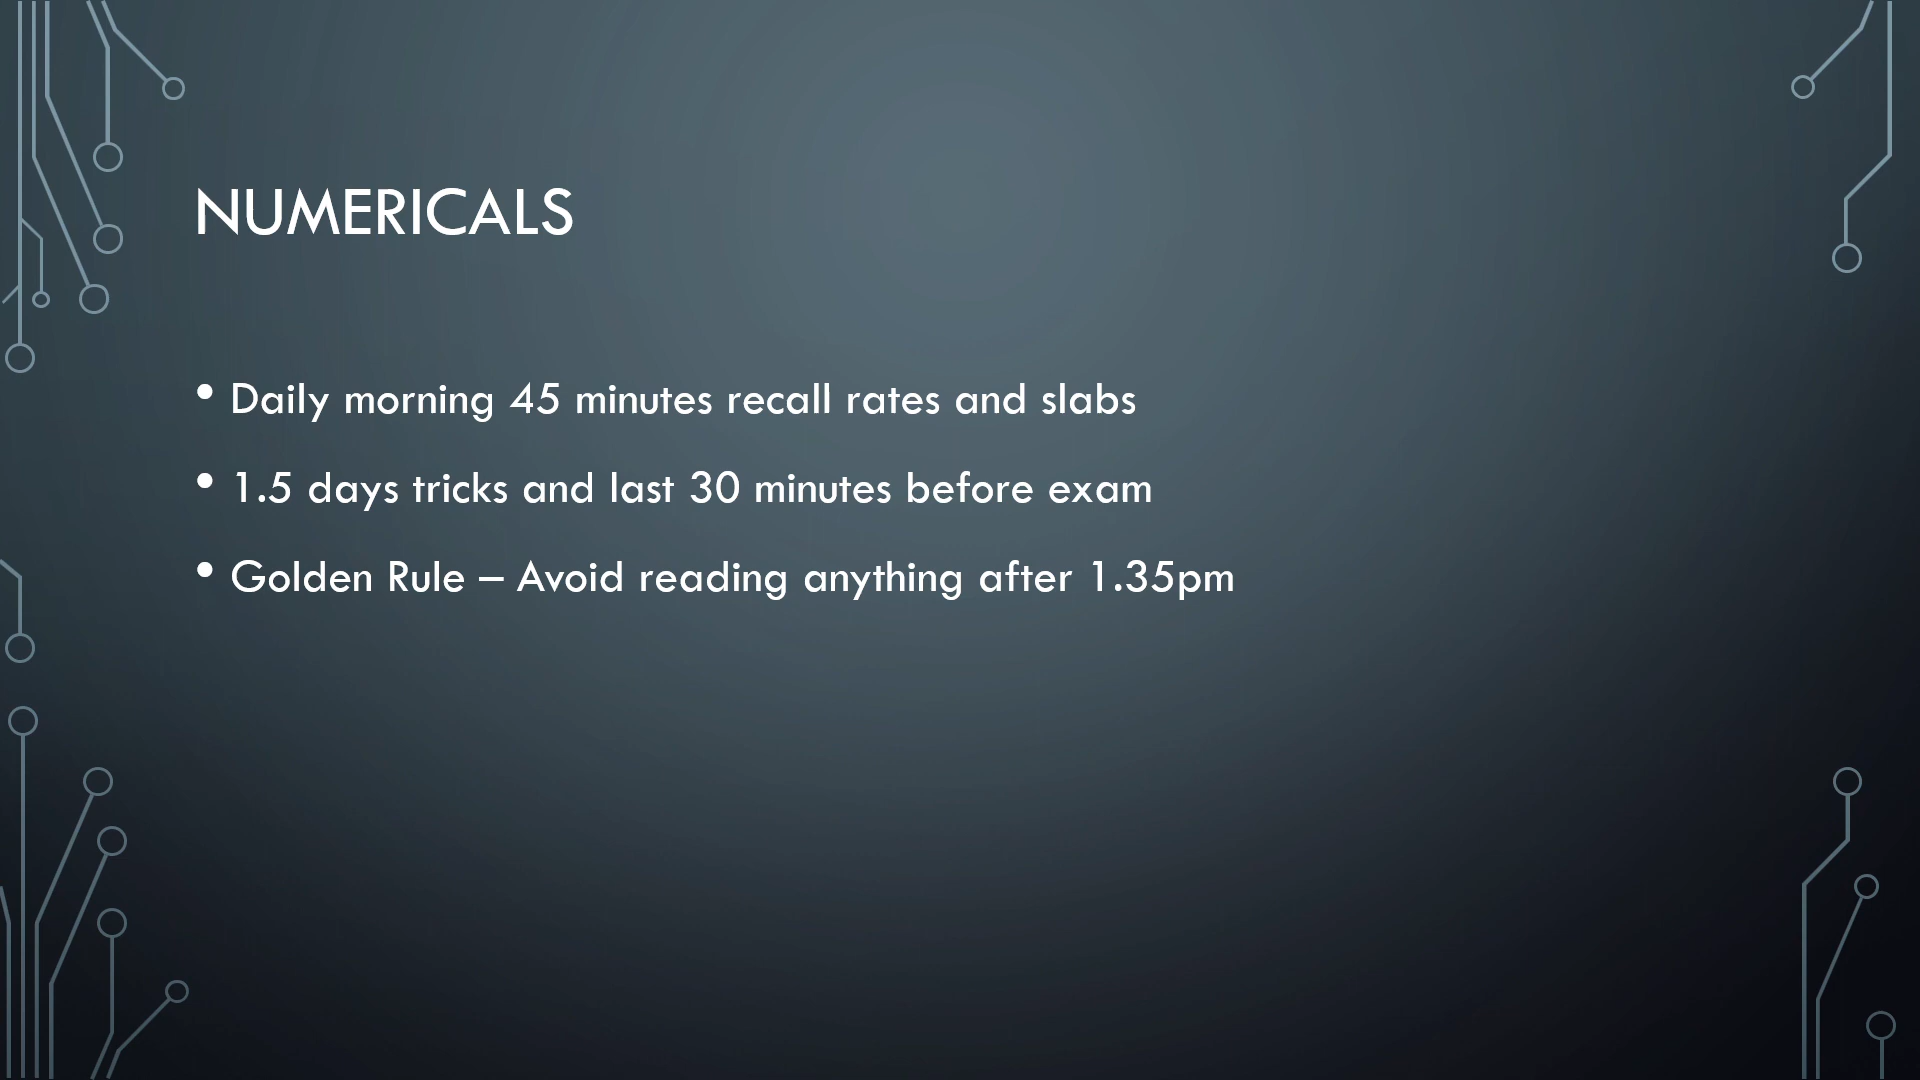 NUMERICALS
• Daily morning 45 minutes recall rates and slabs
• 1.5 days tricks and last 30 minutes before exam
• Golden Rule – Avoid reading anything after 1.35pm